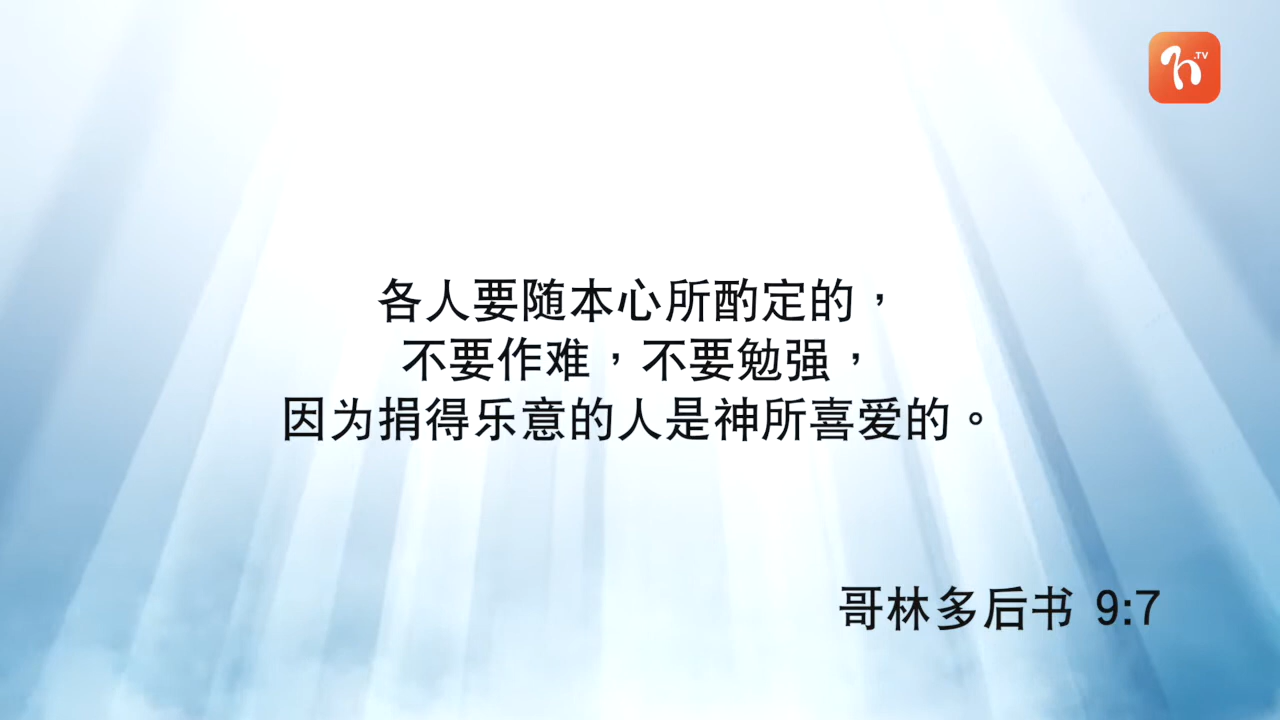 .TV
各人要随本心所酌定的，
不要作难，不要勉强，
因为捐得乐意的人是神所喜爱的。
哥林多后书 9:7